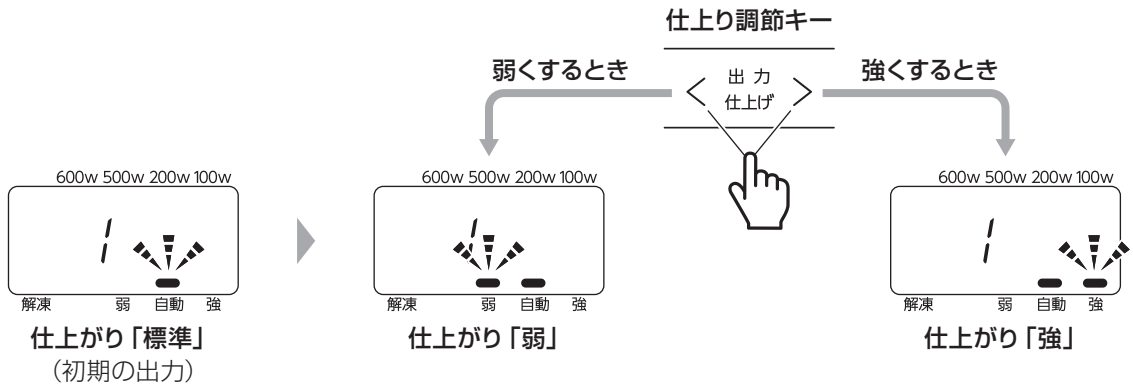 仕上り調節キー
弱くするとき
出 力
仕上げ
強くするとき
600w 500w 200w 100w
1
解凍 弱 自動 強
仕上がり「標準」
（初期の出力）
600w 500w 200w 100w
1
解凍 弱 自動 強
仕上がり「弱」
600w 500w 200w 100w
1
解凍 弱 自動 強
仕上がり「強」